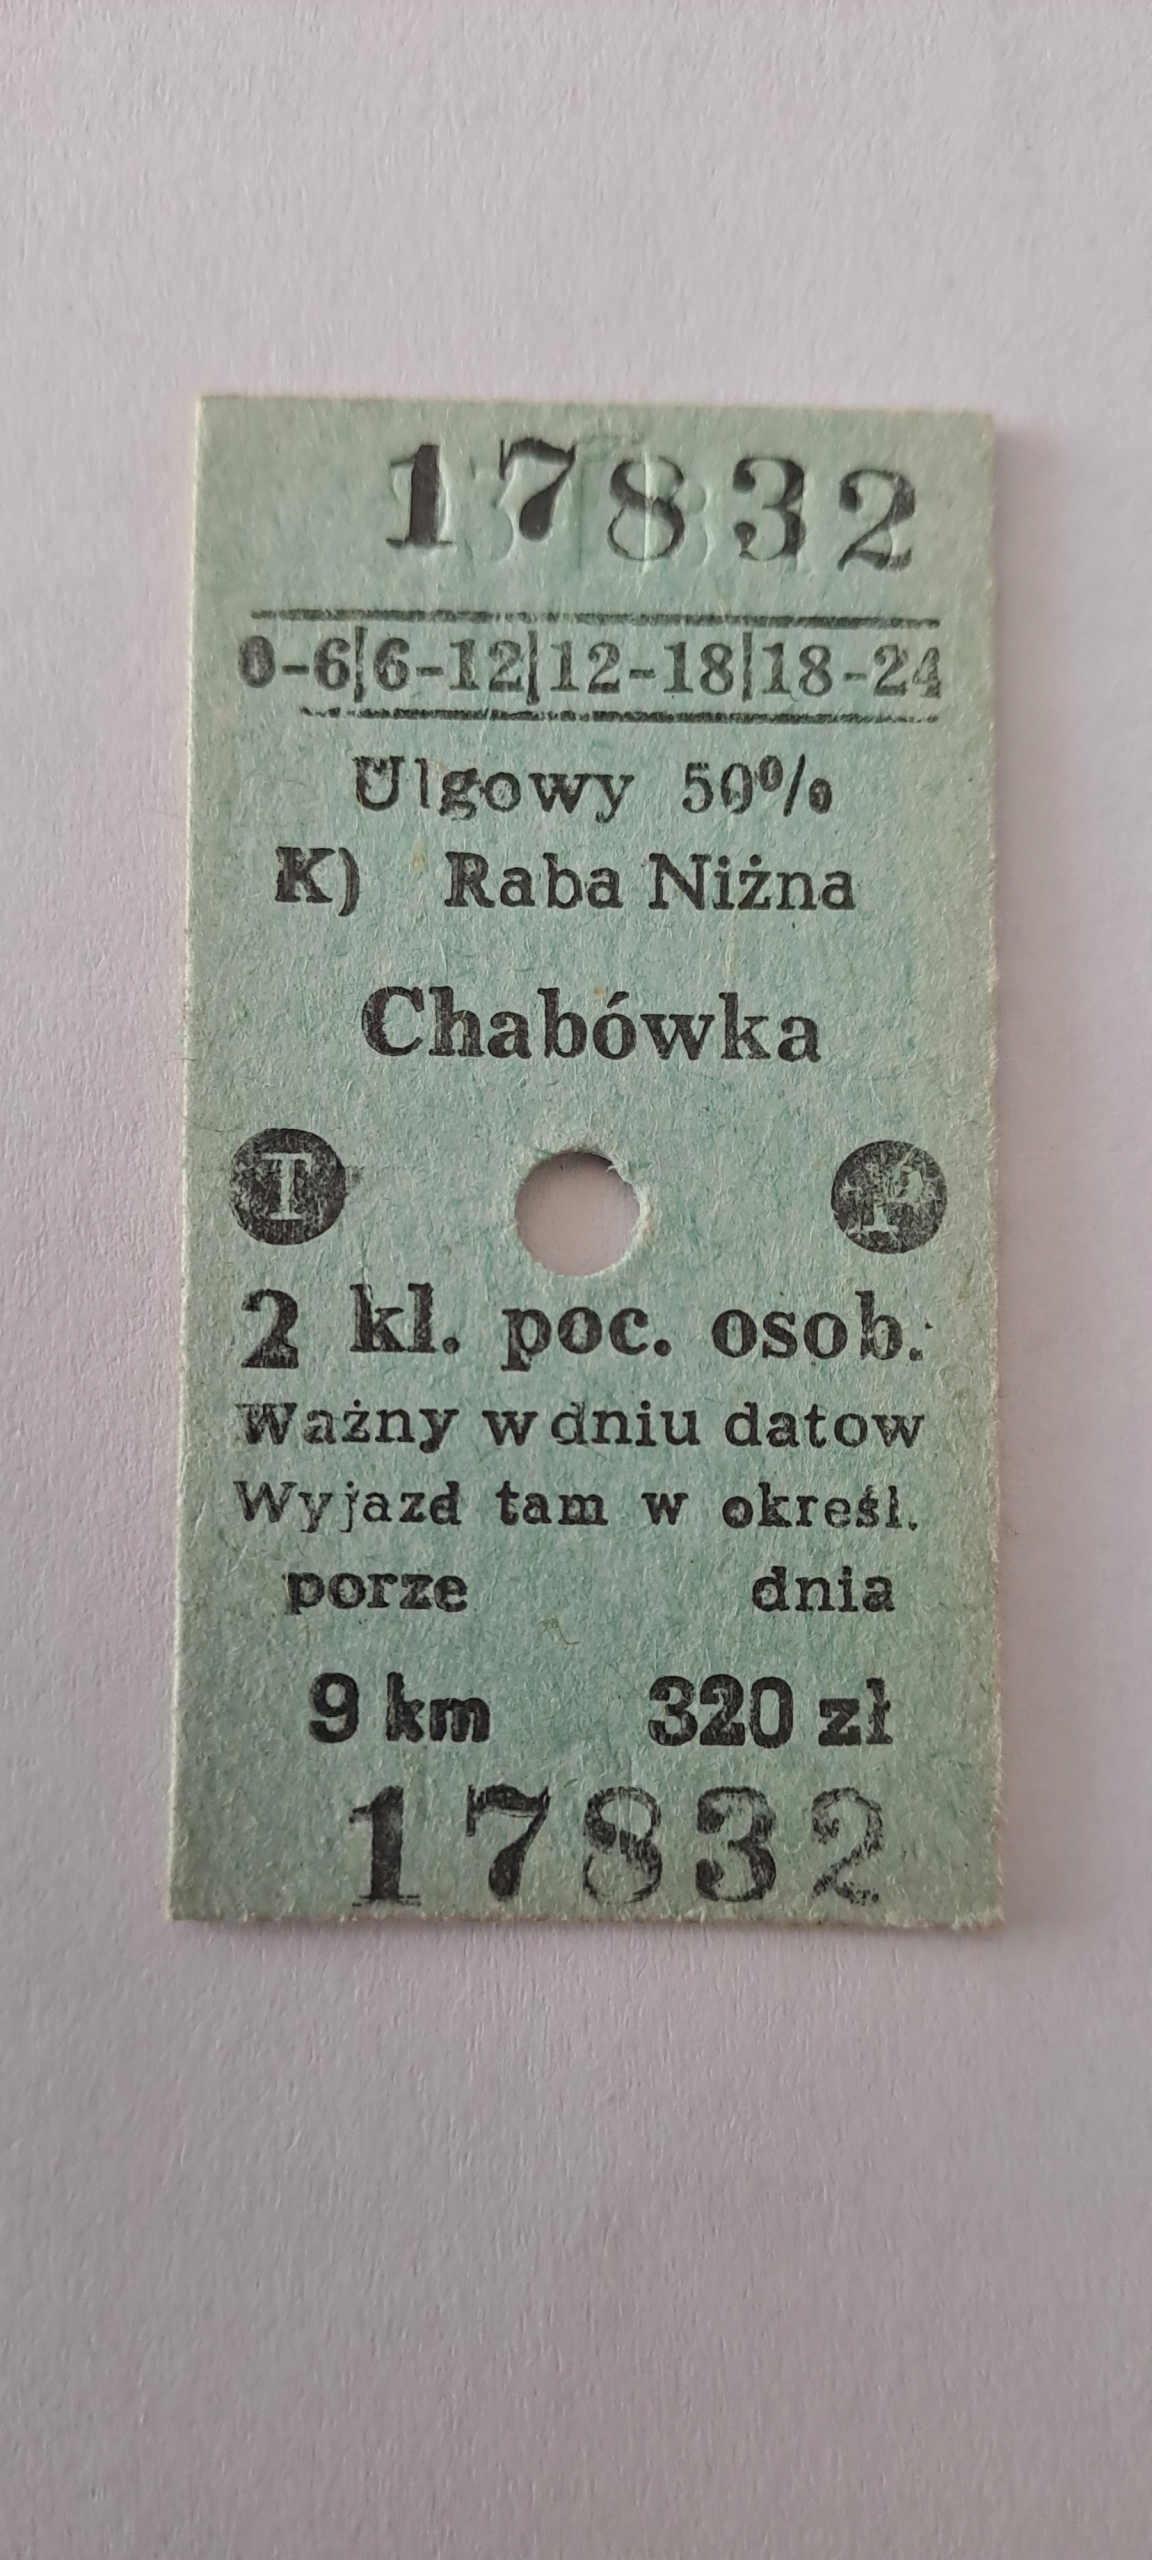 17832
0-6|6-12|12-18|18-24
Ulgowy 50%
K) Raba Niżna
Chabówka
T P
2 kl. poc. osob.
Ważny w dniu datow
Wyjazd tam w określ.
porze dnia
9 km 320 zł
17832